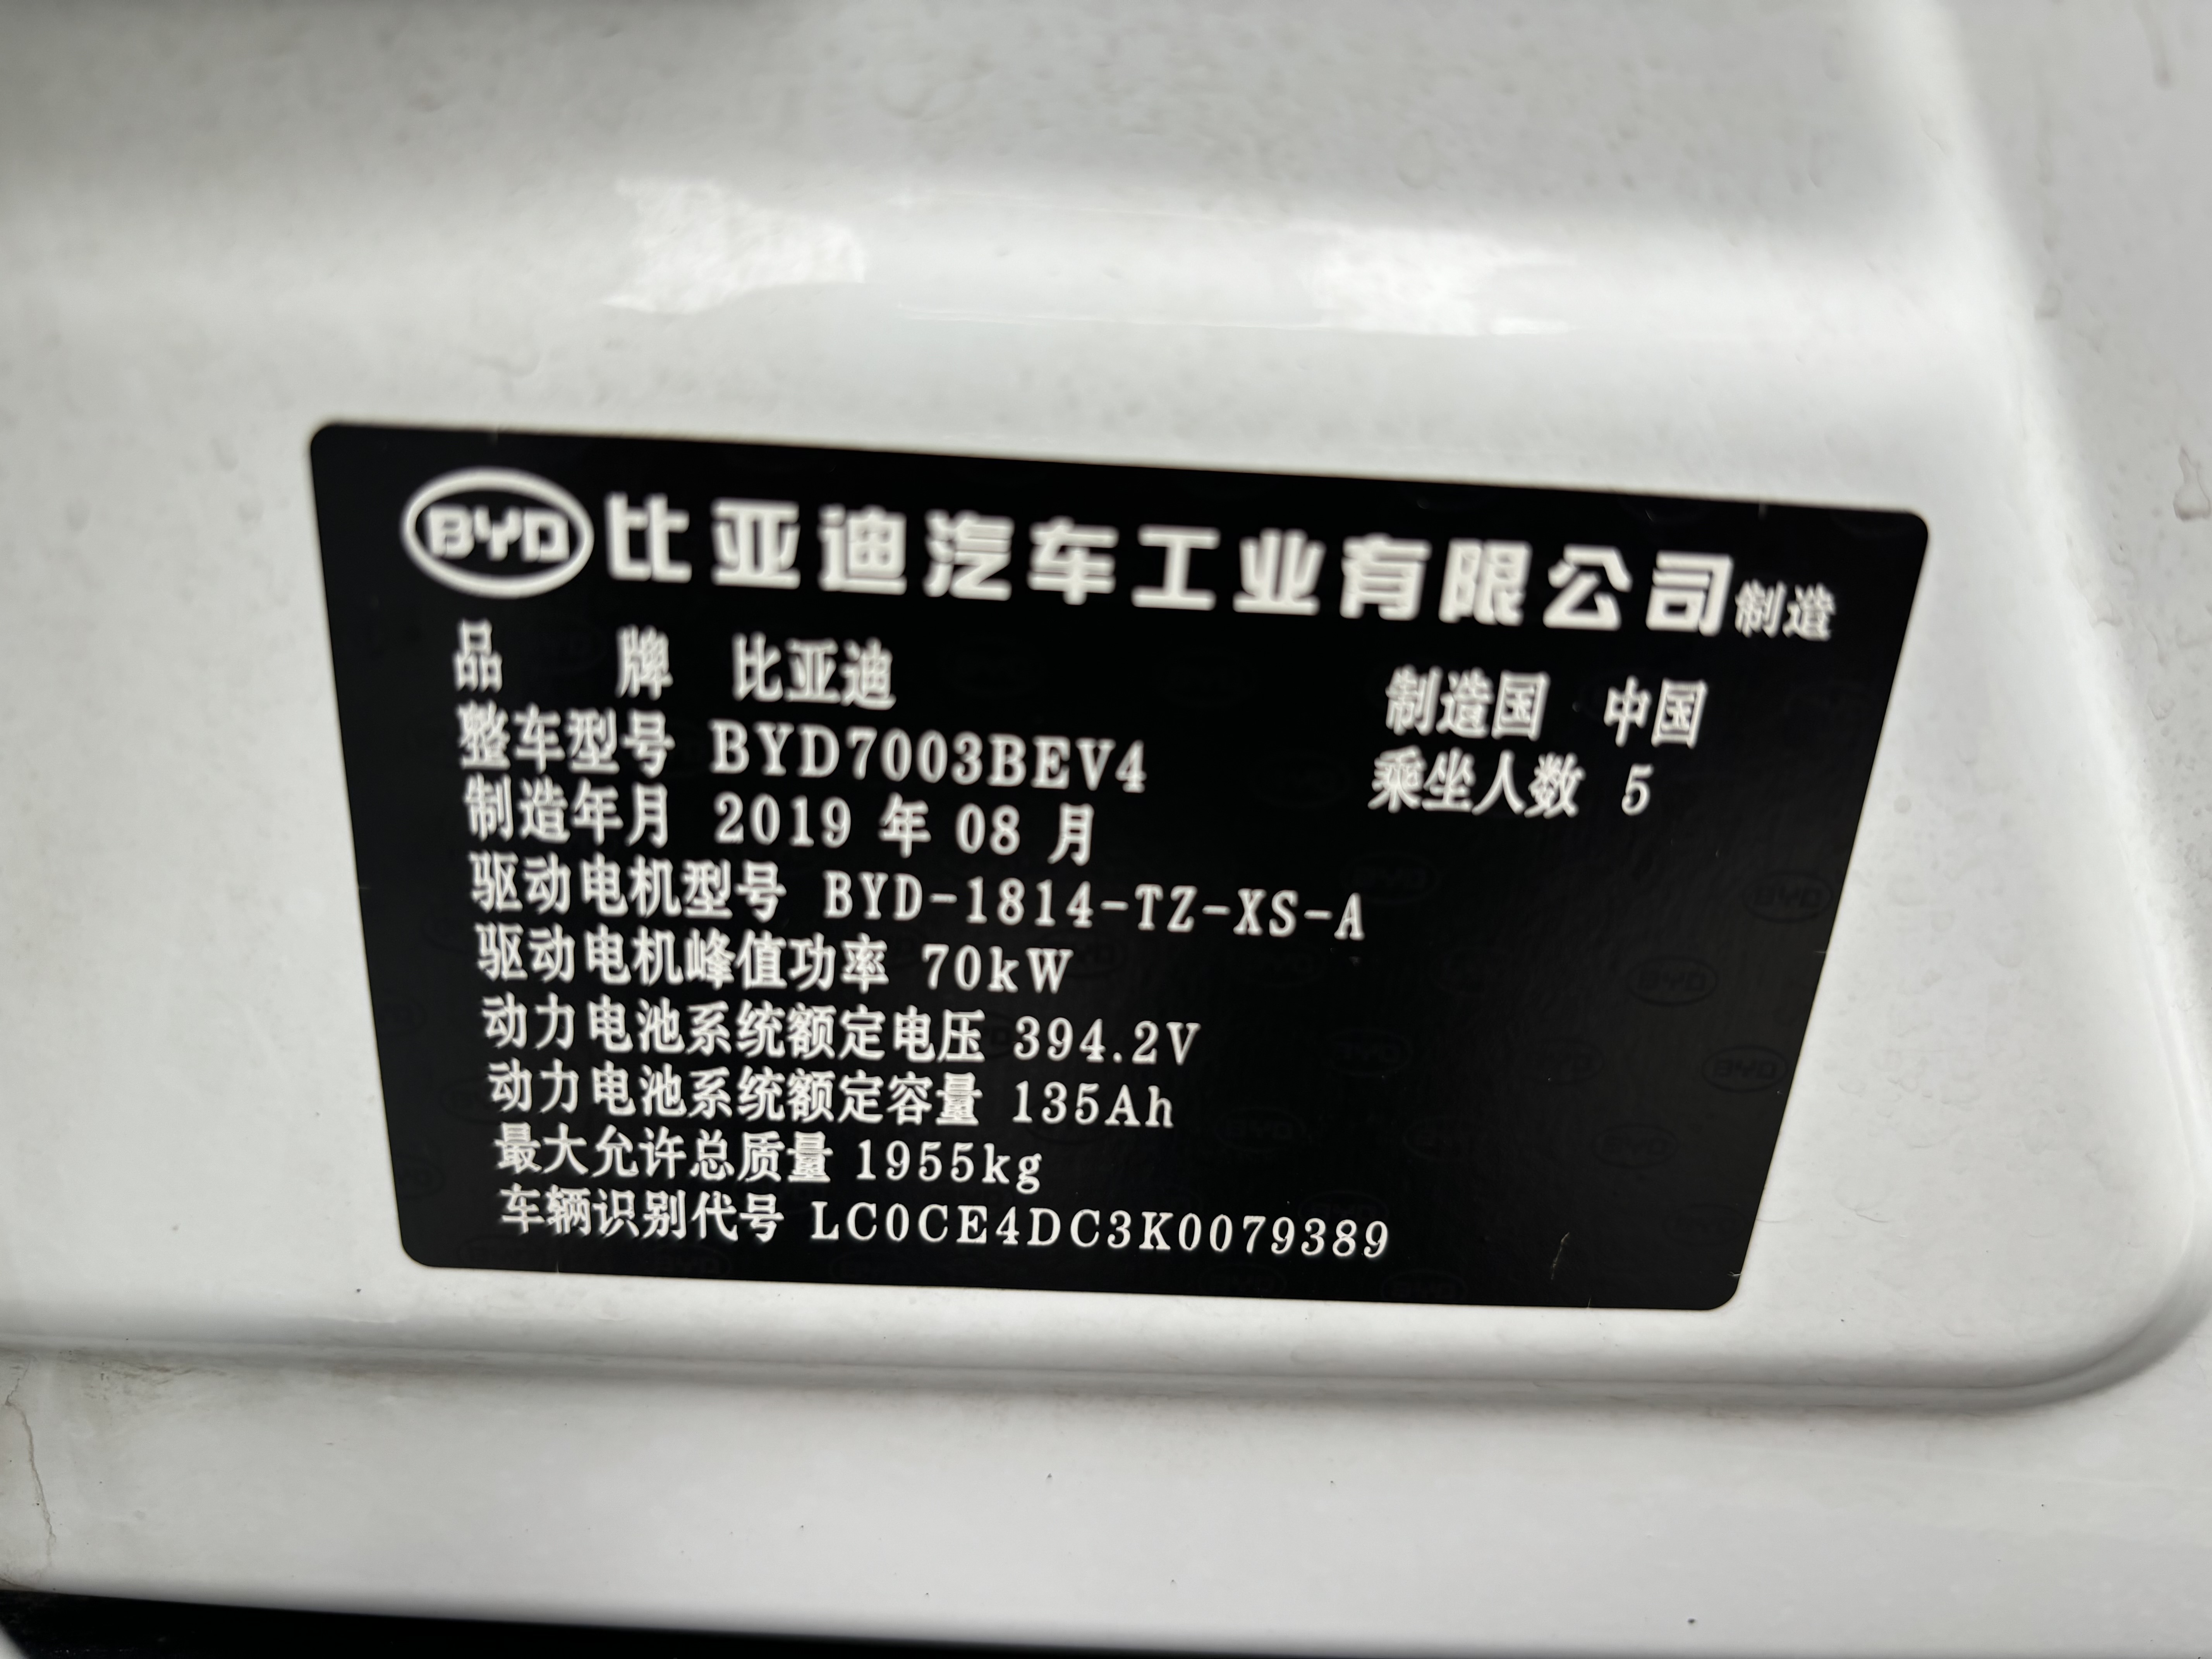 BYD 比亚迪汽车工业有限公司制造
品 牌 比亚迪 制造国 中国
整车型号 BYD7003BEV4 乘坐人数 5
制造年月 2019 年 08 月
驱动电机型号 BYD-1814-TZ-XS-A
驱动电机峰值功率 70kW
动力电池系统额定电压 394.2V
动力电池系统额定容量 135Ah
最大允许总质量 1955kg
车辆识别代号 LC0CE4DC3K0079389